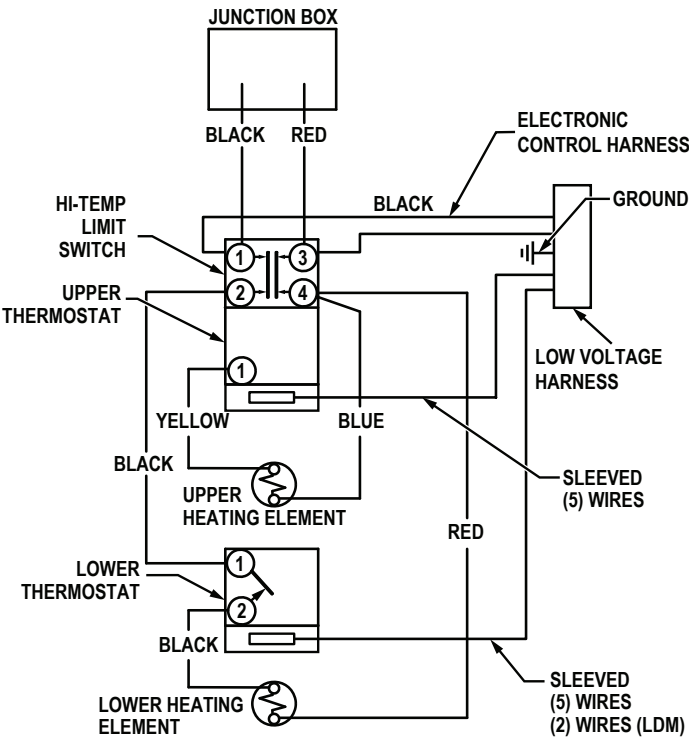 JUNCTION BOX
BLACK
RED
ELECTRONIC
CONTROL HARNESS
BLACK
GROUND
HI-TEMP
LIMIT
SWITCH
1
3
2
4
UPPER
THERMOSTAT
LOW VOLTAGE
HARNESS
1
YELLOW
BLUE
BLACK
SLEEVED
(5) WIRES
UPPER
HEATING ELEMENT
RED
LOWER
THERMOSTAT
1
2
BLACK
SLEEVED
(5) WIRES
(2) WIRES (LDM)
LOWER HEATING
ELEMENT